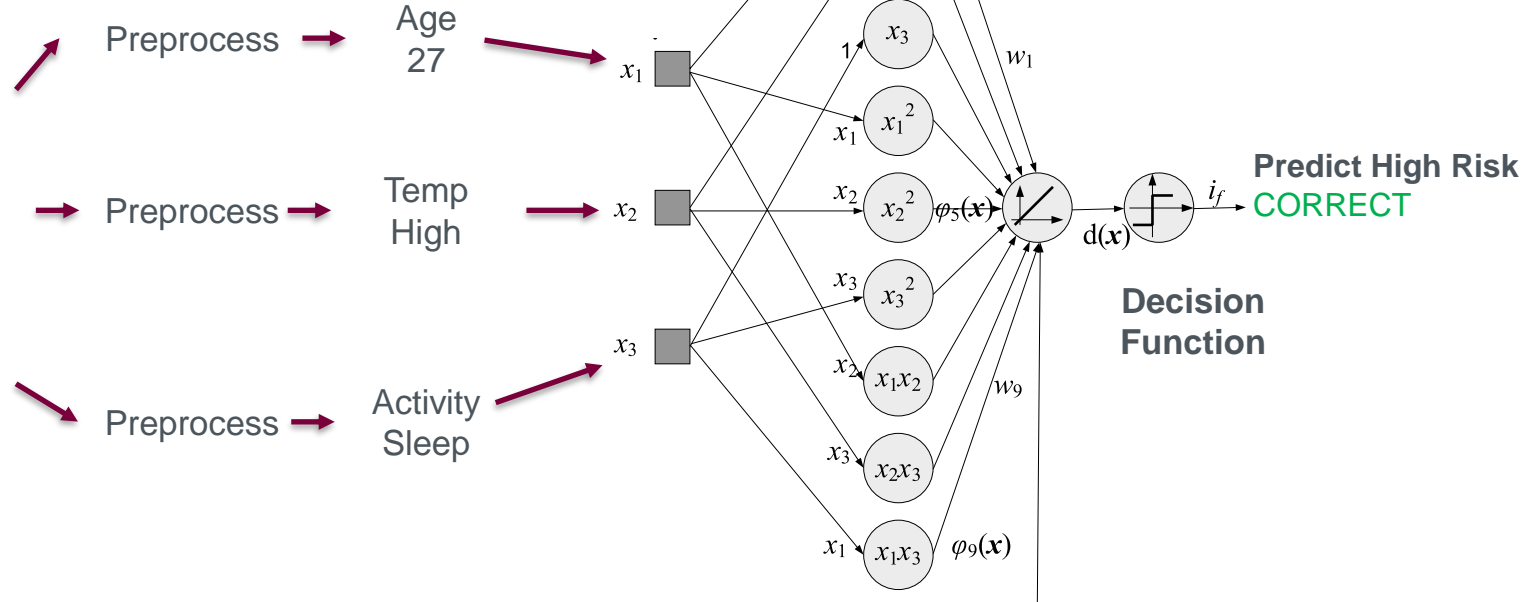 Preprocess
Age
27
x₁
1
x₃
w₁
x₁
x₁²
Preprocess
Temp
High
x₂
x₂
x₂²
φ₅(x)
d(x)
i_f
Predict High Risk
CORRECT
Decision
Function
x₃
x₃
x₃²
x₂
x₁x₂
w₉
Preprocess
Activity
Sleep
x₃
x₂x₃
x₁
x₁x₃
φ₉(x)